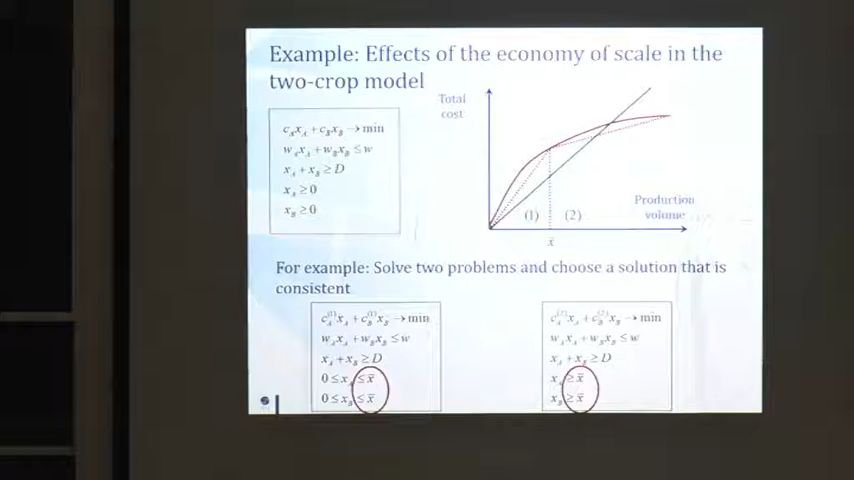 Example: Effects of the economy of scale in the
two-crop model
Total
cost
c_A x_A + c_B x_B → min
w_A x_A + w_B x_B ≤ w
x_A + x_B ≥ D
x_A ≥ 0
x_B ≥ 0
Production
volume
(1) (2)
x̄
For example: Solve two problems and choose a solution that is
consistent
c_A^(1) x_A + c_B^(1) x_B → min
w_A x_A + w_B x_B ≤ w
x_A + x_B ≥ D
0 ≤ x_A ≤ x̄
0 ≤ x_B ≤ x̄
c_A^(2) x_A + c_B^(2) x_B → min
w_A x_A + w_B x_B ≤ w
x_A + x_B ≥ D
x_A ≥ x̄
x_B ≥ x̄